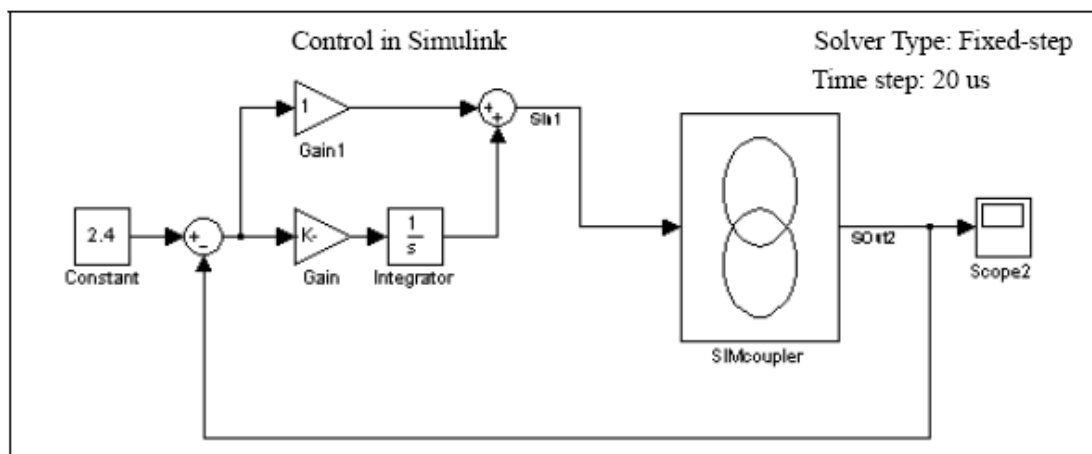 Control in Simulink
Solver Type: Fixed-step
Time step: 20 us
1
Gain1
+
+
SIn1
2.4
Constant
+
-
K-
Gain
1
s
Integrator
SIMcoupler
SOut2
Scope2